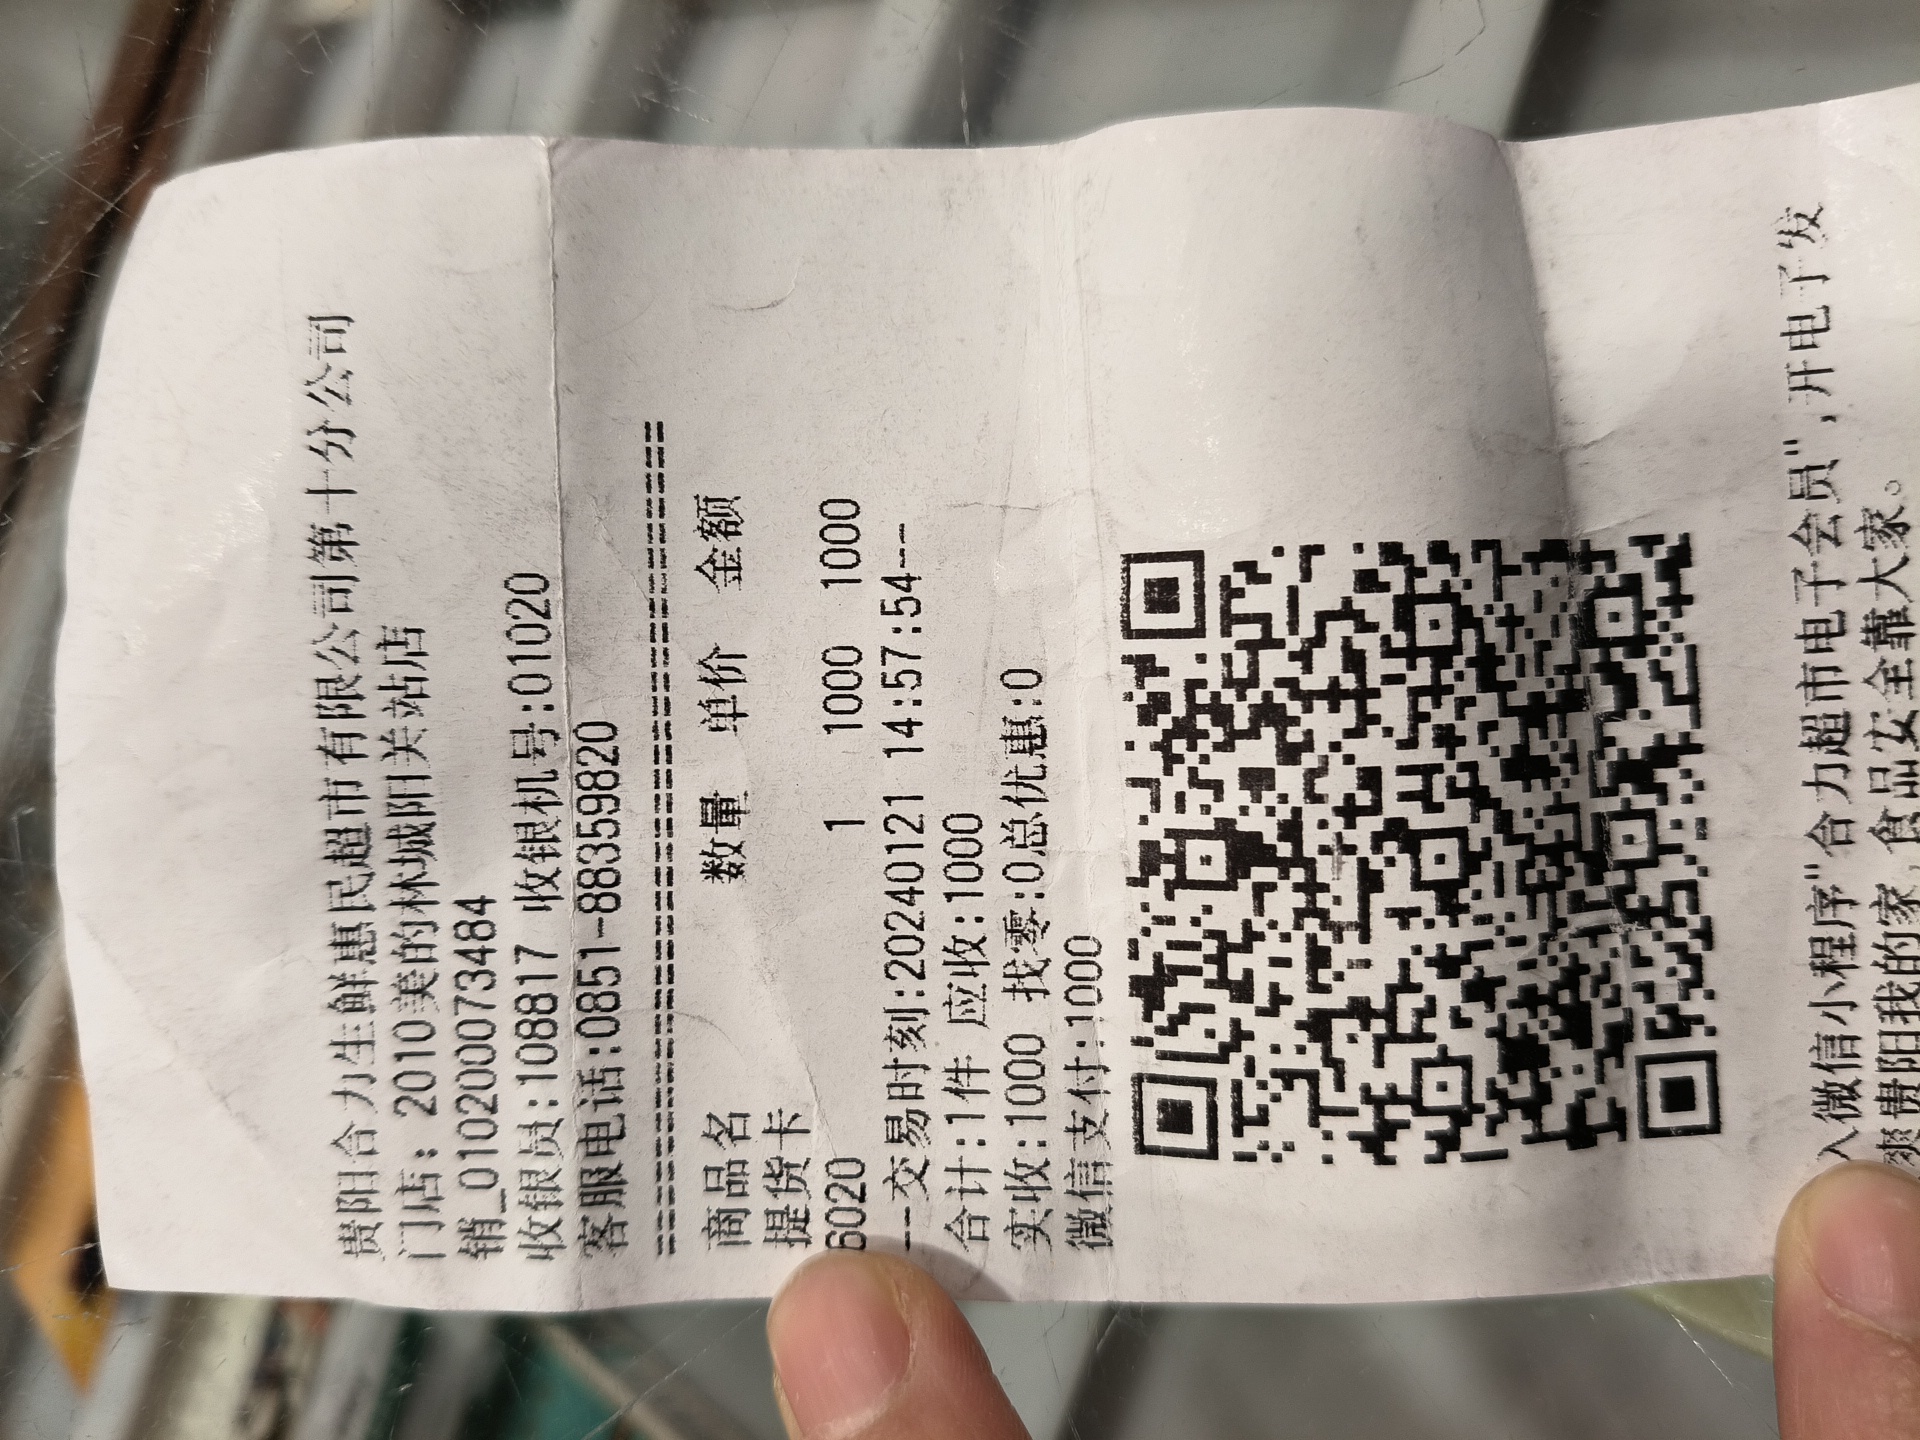 贵阳合力生鲜惠民超市有限公司第十分公司
门店：2010美的林城阳关站店
销_01020007 3484
收银员:108817 收银机号:01020
客服电话:0851-88359820
==========================================
商品名 数量 单价 金额
提货卡
6020 1 1000 1000
--交易时刻:20240121 14:57:54--
合计:1件 应收:1000
实收:1000 找零:0总优惠:0
微信支付:1000
入微信小程序"合力超市电子会员",开电子发
爽贵阳我的家,食品安全靠大家。